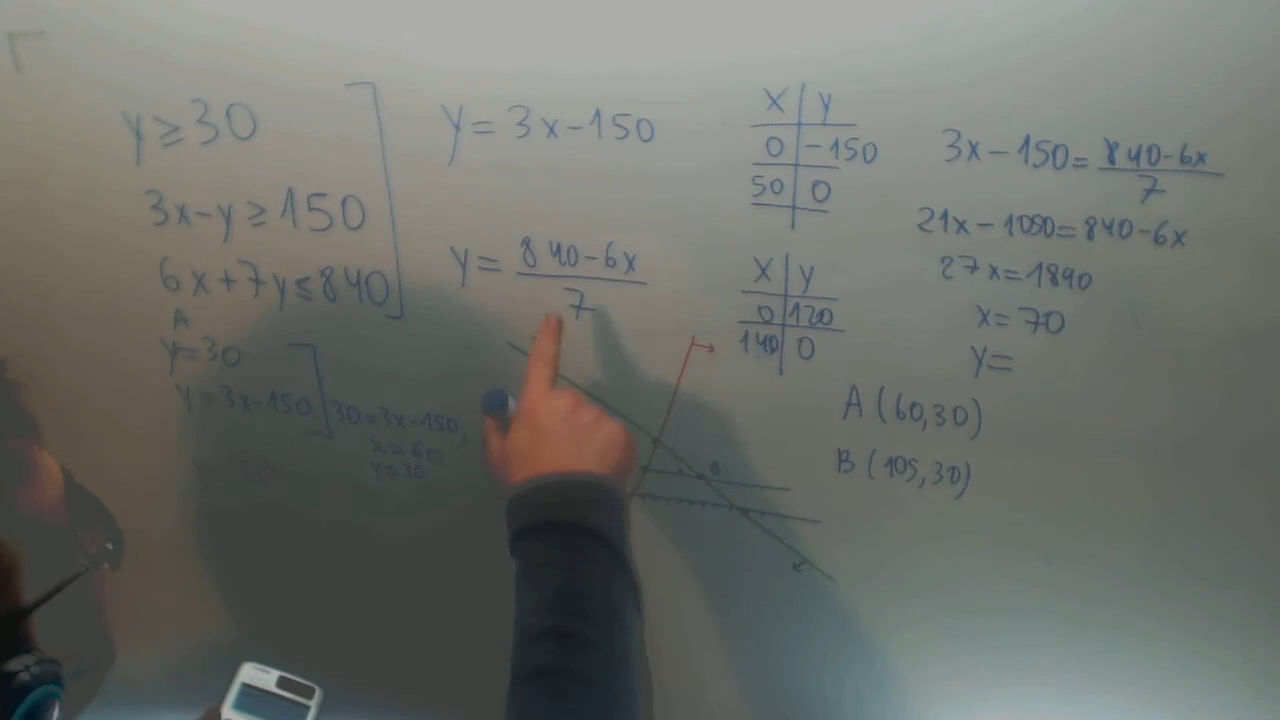 y ≥ 30
3x - y ≥ 150
6x + 7y ≤ 840
A
y = 30
y = 3x - 150
30 = 3x - 150
x = 60
y = 30
y = 3x - 150
y = 840 - 6x / 7
x | y
0 | -150
50 | 0
x | y
0 | 120
140 | 0
B
3x - 150 = 840 - 6x / 7
21x - 1050 = 840 - 6x
27x = 1890
x = 70
y =
A (60, 30)
B (105, 30)